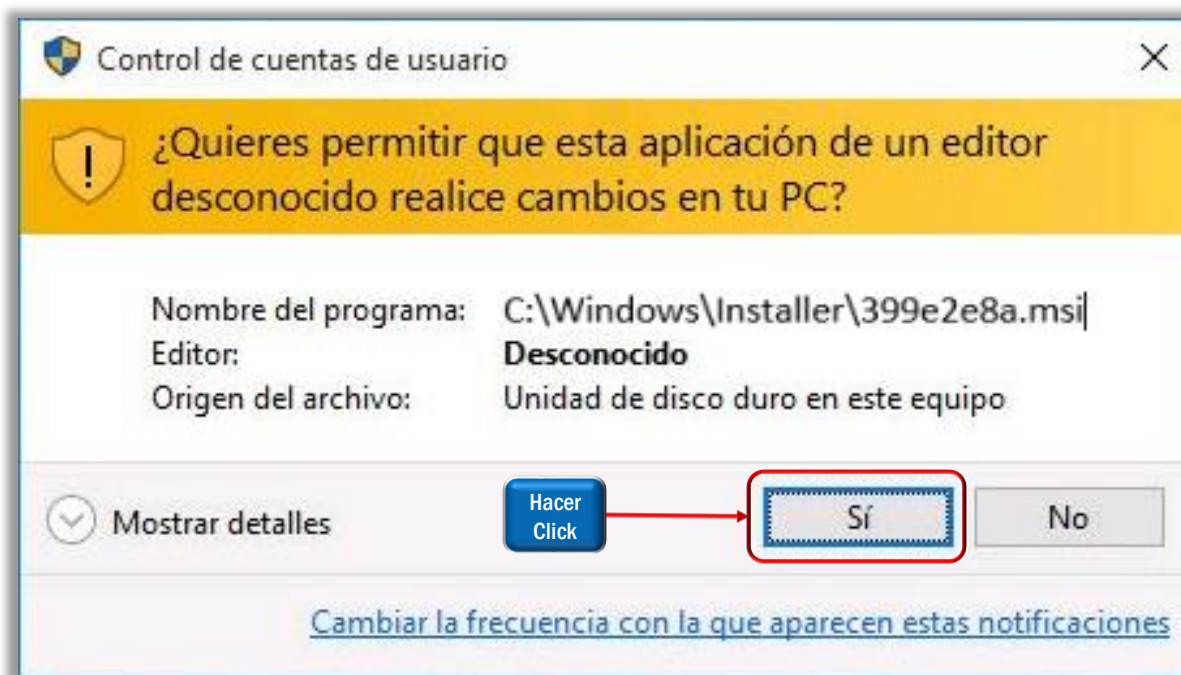 Control de cuentas de usuario
¿Quieres permitir que esta aplicación de un editor
desconocido realice cambios en tu PC?
Nombre del programa: C:\Windows\Installer\399e2e8a.msi
Editor: Desconocido
Origen del archivo: Unidad de disco duro en este equipo
Mostrar detalles
Hacer
Click
Sí
No
Cambiar la frecuencia con la que aparecen estas notificaciones